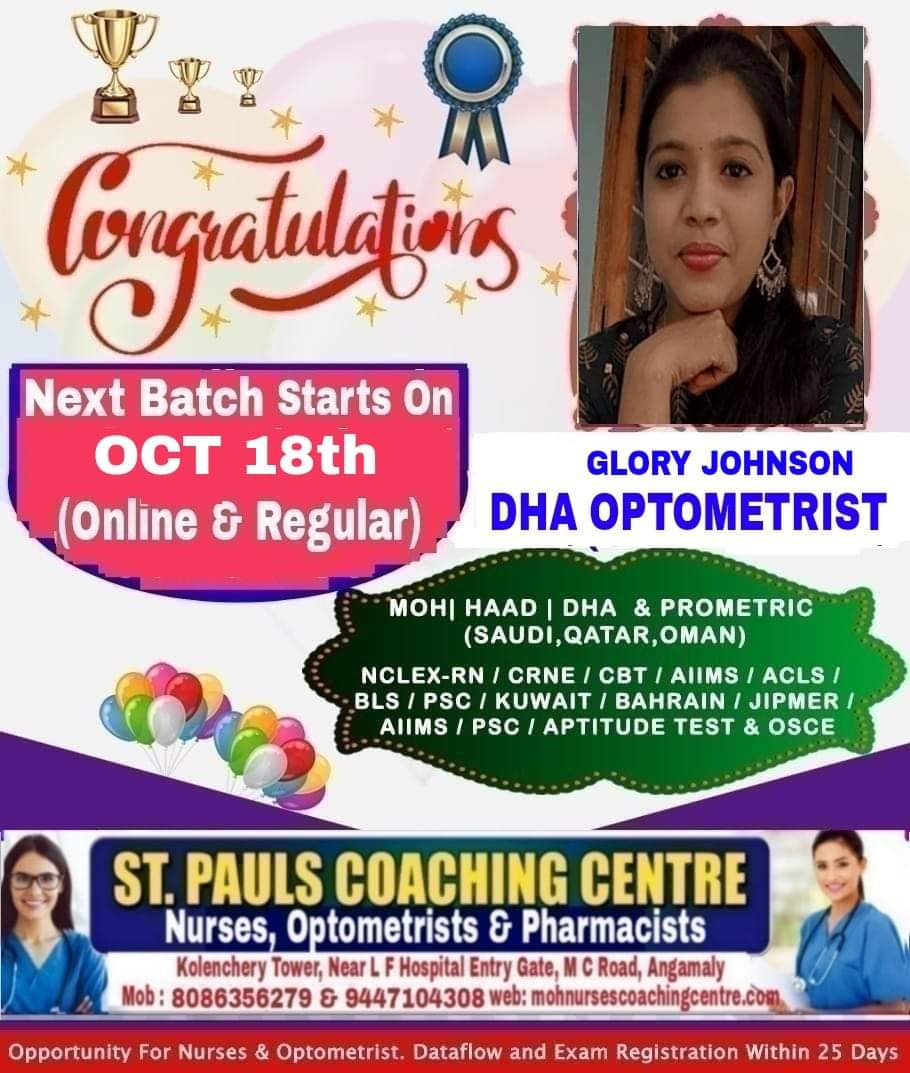 Congratulations
Next Batch Starts On
OCT 18th
(Online & Regular)
GLORY JOHNSON
DHA OPTOMETRIST
MOH| HAAD | DHA & PROMETRIC
(SAUDI,QATAR,OMAN)
NCLEX-RN / CRNE / CBT / AIIMS / ACLS /
BLS / PSC / KUWAIT / BAHRAIN / JIPMER /
AIIMS / PSC / APTITUDE TEST & OSCE
ST. PAULS COACHING CENTRE
Nurses, Optometrists & Pharmacists
Kolenchery Tower, Near L F Hospital Entry Gate, M C Road, Angamaly
Mob : 8086356279 & 9447104308 web: mohnursescoachingcentre.com
Opportunity For Nurses & Optometrist. Dataflow and Exam Registration Within 25 Days